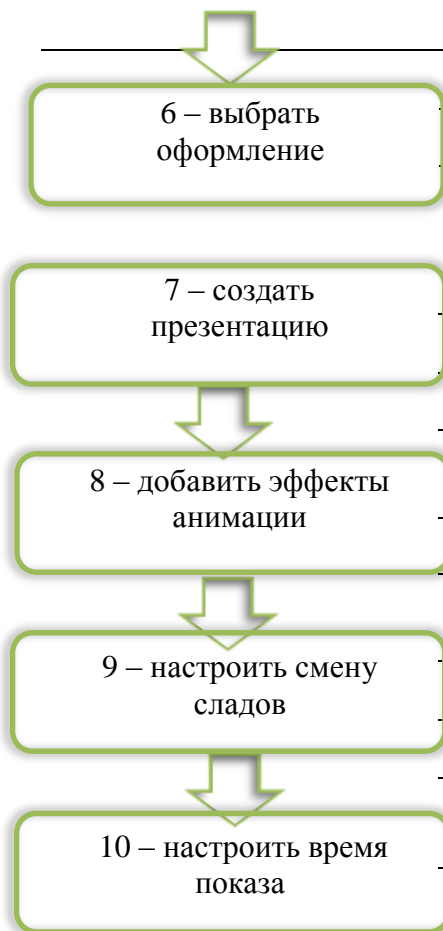 6 – выбрать
оформление
7 – создать
презентацию
8 – добавить эффекты
анимации
9 – настроить смену
сладов
10 – настроить время
показа